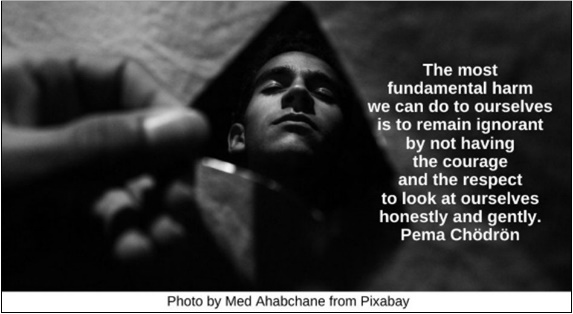 The most
fundamental harm
we can do to ourselves
is to remain ignorant
by not having
the courage
and the respect
to look at ourselves
honestly and gently.
Pema Chödrön
Photo by Med Ahabchane from Pixabay